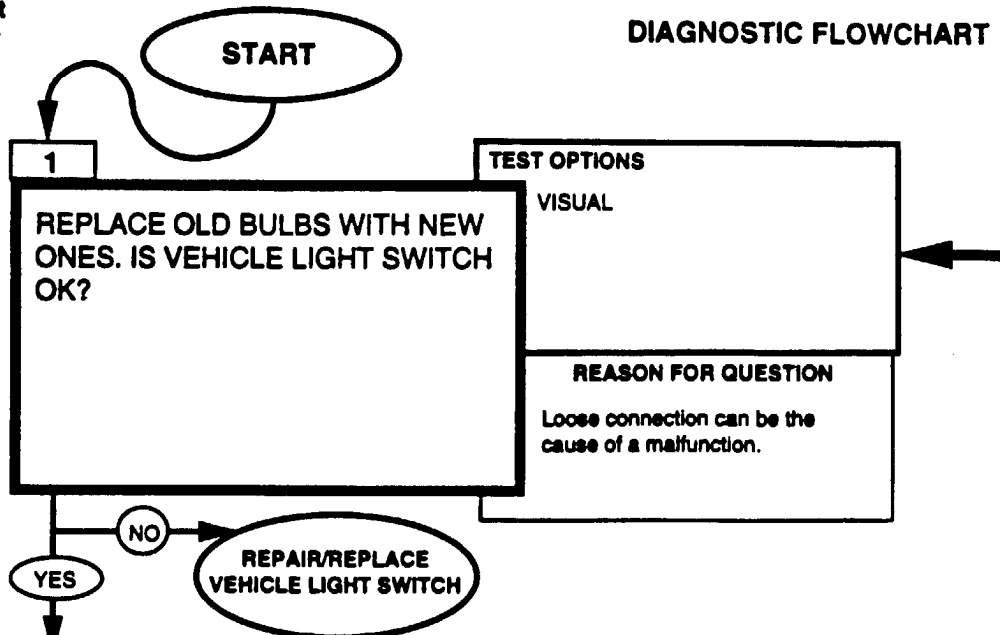 DIAGNOSTIC FLOWCHART
START
1
REPLACE OLD BULBS WITH NEW
ONES. IS VEHICLE LIGHT SWITCH
OK?
TEST OPTIONS
VISUAL
REASON FOR QUESTION
Loose connection can be the
cause of a malfunction.
NO
REPAIR/REPLACE
VEHICLE LIGHT SWITCH
YES